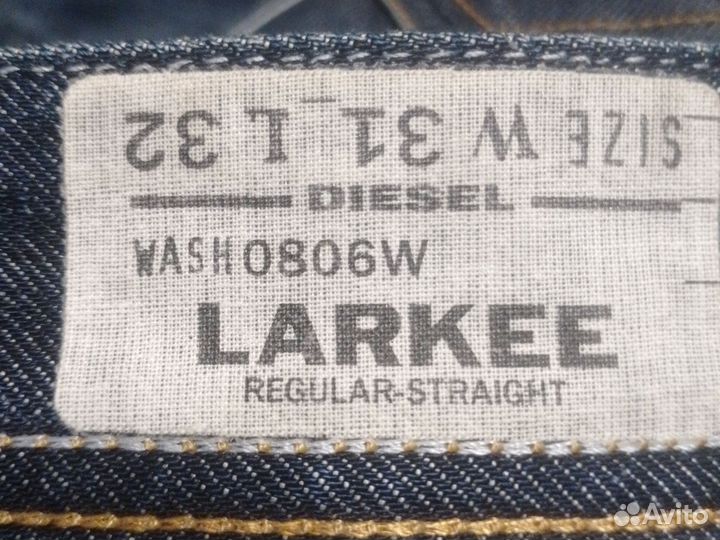 SIZE W 31 L 32
DIESEL
WASH 0806W
LARKEE
REGULAR-STRAIGHT
Avito